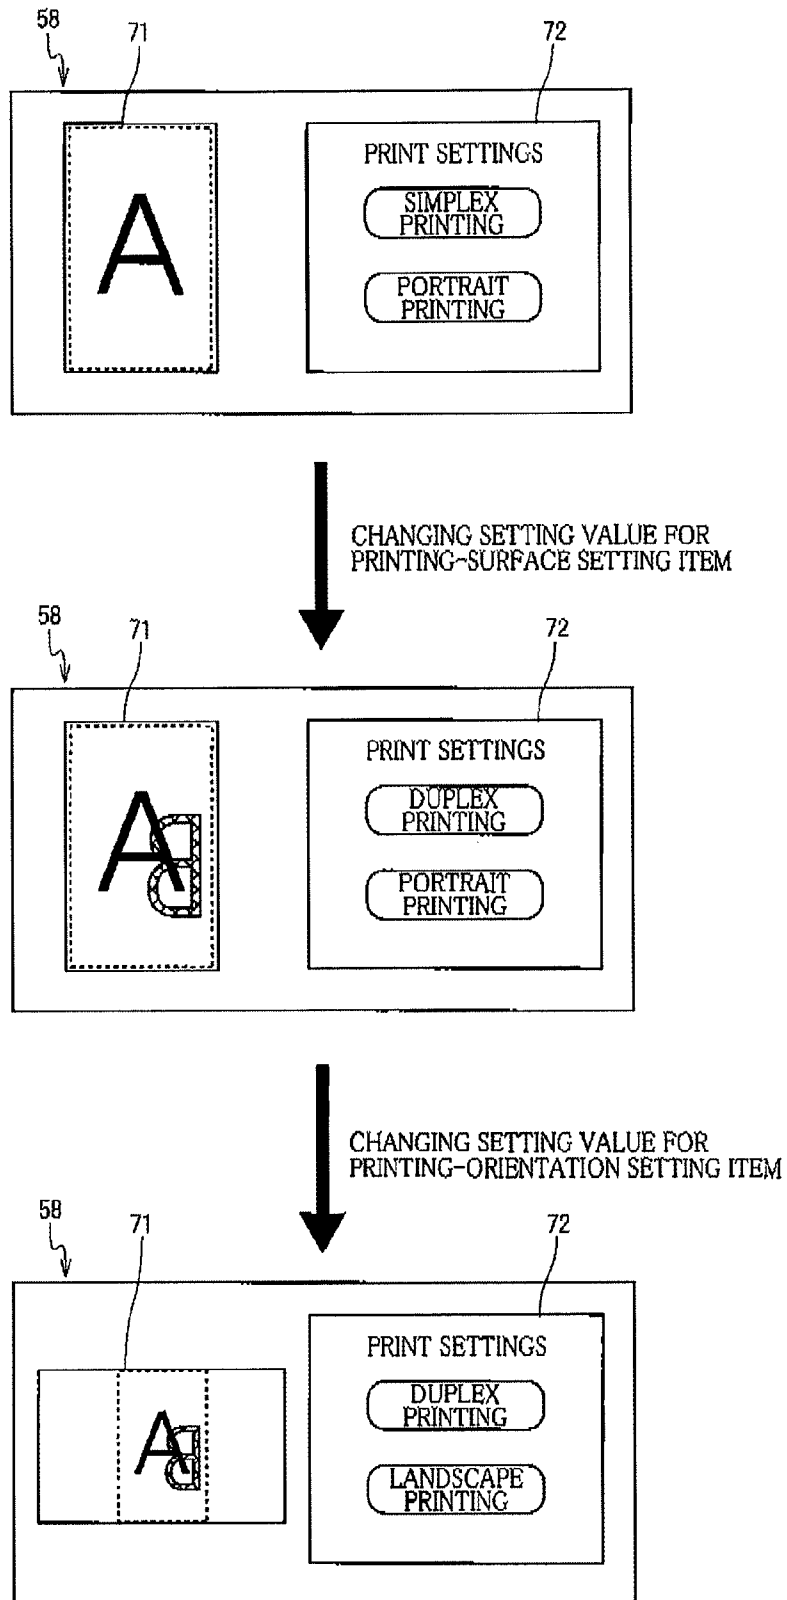 58
71
72
PRINT SETTINGS
SIMPLEX
PRINTING
PORTRAIT
PRINTING
A
CHANGING SETTING VALUE FOR
PRINTING-SURFACE SETTING ITEM
58
71
72
PRINT SETTINGS
DUPLEX
PRINTING
PORTRAIT
PRINTING
A
B
CHANGING SETTING VALUE FOR
PRINTING-ORIENTATION SETTING ITEM
58
71
72
PRINT SETTINGS
DUPLEX
PRINTING
LANDSCAPE
PRINTING
A
B